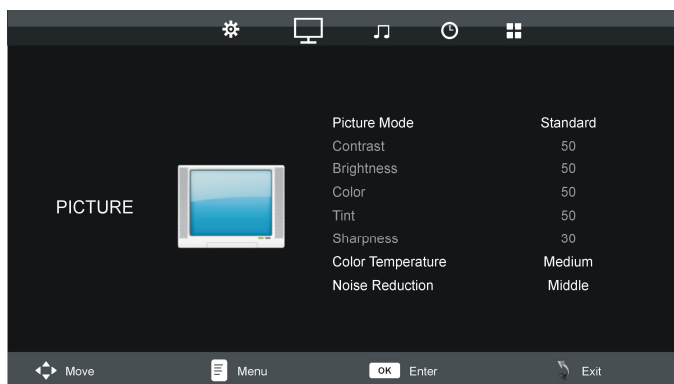 Picture Mode Standard
Contrast 50
Brightness 50
Color 50
PICTURE
Tint 50
Sharpness 30
Color Temperature Medium
Noise Reduction Middle
Move Menu OK Enter Exit